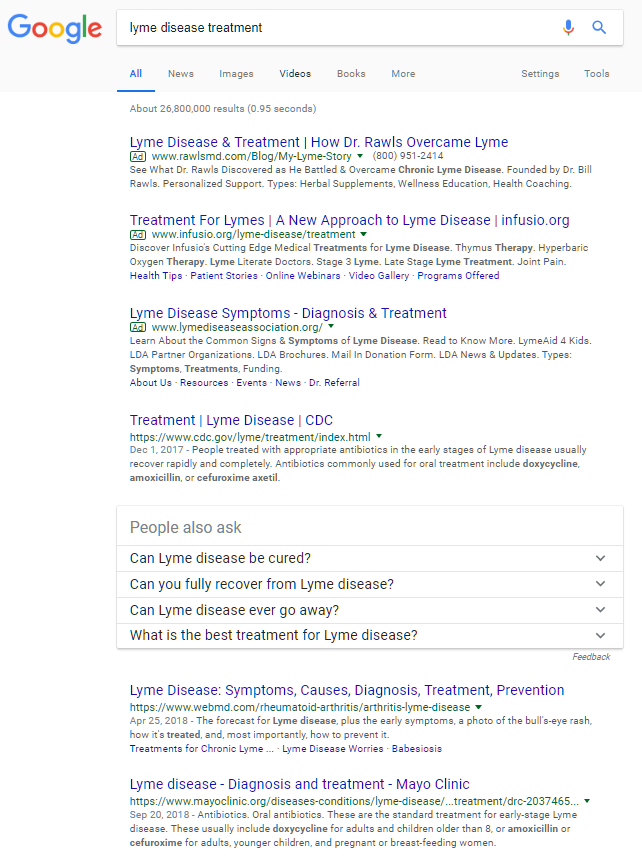 Google
lyme disease treatment
All News Images Videos Books More Settings Tools
About 26,800,000 results (0.95 seconds)
Lyme Disease & Treatment | How Dr. Rawls Overcame Lyme
Ad www.rawlsmd.com/Blog/My-Lyme-Story (800) 951-2414
See What Dr. Rawls Discovered as He Battled & Overcame Chronic Lyme Disease. Founded by Dr. Bill
Rawls. Personalized Support. Types: Herbal Supplements, Wellness Education, Health Coaching.
Treatment For Lymes | A New Approach to Lyme Disease | infusio.org
Ad www.infusio.org/lyme-disease/treatment
Discover Infusio's Cutting Edge Medical Treatments for Lyme Disease. Thymus Therapy. Hyperbaric
Oxygen Therapy. Lyme Literate Doctors. Stage 3 Lyme. Late Stage Lyme Treatment. Joint Pain.
Health Tips · Patient Stories · Online Webinars · Video Gallery · Programs Offered
Lyme Disease Symptoms - Diagnosis & Treatment
Ad www.lymediseaseassociation.org/
Learn About the Common Signs & Symptoms of Lyme Disease. Read to Know More. LymeAid 4 Kids.
LDA Partner Organizations. LDA Brochures. Mail In Donation Form. LDA News & Updates. Types:
Symptoms, Treatments, Funding.
About Us · Resources · Events · News · Dr. Referral
Treatment | Lyme Disease | CDC
https://www.cdc.gov/lyme/treatment/index.html
Dec 1, 2017 - People treated with appropriate antibiotics in the early stages of Lyme disease usually
recover rapidly and completely. Antibiotics commonly used for oral treatment include doxycycline,
amoxicillin, or cefuroxime axetil.
People also ask
Can Lyme disease be cured?
Can you fully recover from Lyme disease?
Can Lyme disease ever go away?
What is the best treatment for Lyme disease?
Feedback
Lyme Disease: Symptoms, Causes, Diagnosis, Treatment, Prevention
https://www.webmd.com/rheumatoid-arthritis/arthritis-lyme-disease
Apr 25, 2018 - The forecast for Lyme disease, plus the early symptoms, a photo of the bull's-eye rash,
how it's treated, and, most importantly, how to prevent it.
Treatments for Chronic Lyme ... · Lyme Disease Worries · Babesiosis
Lyme disease - Diagnosis and treatment - Mayo Clinic
https://www.mayoclinic.org/diseases-conditions/lyme-disease/...treatment/drc-2037465...
Sep 20, 2018 - Antibiotics. Oral antibiotics. These are the standard treatment for early-stage Lyme
disease. These usually include doxycycline for adults and children older than 8, or amoxicillin or
cefuroxime for adults, younger children, and pregnant or breast-feeding women.